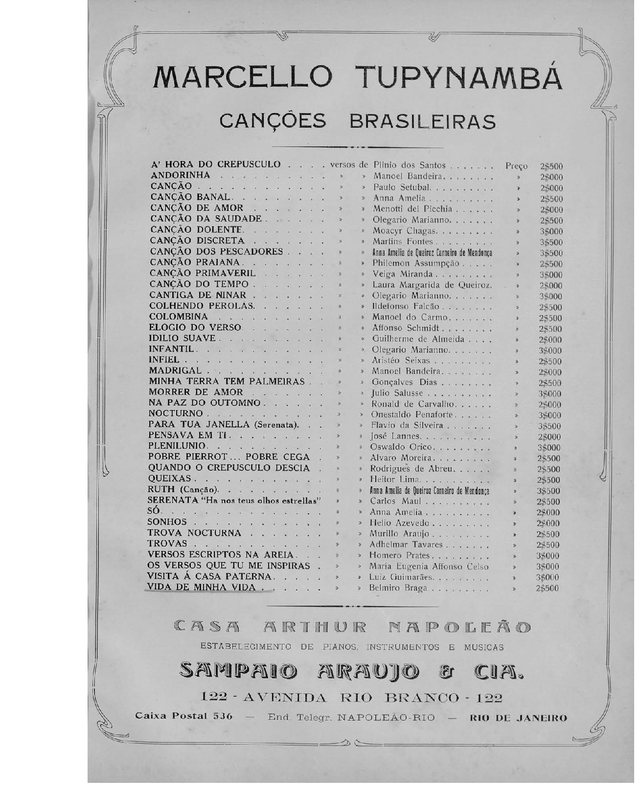 MARCELLO TUPYNAMBÁ
CANÇÕES BRASILEIRAS
A' HORA DO CREPUSCULO . . . . versos de Plinio dos Santos . . . . . . . Preço 2$500
ANDORINHA . . . . . . . . . . » » Manoel Bandeira. . . . . . . . » 2$000
CANÇÃO . . . . . . . . . . . . » » Paulo Setubal. . . . . . . . . » 2$000
CANÇÃO BANAL. . . . . . . . . » » Anna Amelia . . . . . . . . . » 2$500
CANÇÃO DE AMOR . . . . . . . . » » Menotti del Picchia . . . . . . » 2$000
CANÇÃO DA SAUDADE . . . . . . » » Olegario Marianno. . . . . . . » 2$500
CANÇÃO DOLENTE. . . . . . . . » » Moacyr Chagas. . . . . . . . . » 3$000
CANÇÃO DISCRETA . . . . . . . » » Martins Fontes . . . . . . . . » 3$500
CANÇÃO DOS PESCADORES . . . . » » Anna Amelia de Queiroz Carneiro de Mendonça » 3$500
CANÇÃO PRAIANA. . . . . . . . » » Philemon Assumpção . . . . . . » 2$500
CANÇÃO PRIMAVERIL . . . . . . » » Veiga Miranda . . . . . . . . » 3$000
CANÇÃO DO TEMPO . . . . . . . » » Laura Margarida de Queiroz. » 2$000
CANTIGA DE NINAR . . . . . . . » » Olegario Marianno. . . . . . . » 3$000
COLHENDO PEROLAS. . . . . . . » » Ildefonso Falcão . . . . . . . » 2$500
COLOMBINA . . . . . . . . . . » » Manoel do Carmo. . . . . . . . » 2$500
ELOGIO DO VERSO . . . . . . . » » Affonso Schmidt . . . . . . . . » 2$500
IDILIO SUAVE . . . . . . . . . » » Guilherme de Almeida . . . . . » 2$000
INFANTIL. . . . . . . . . . . » » Olegario Marianno. . . . . . . » 3$000
INFIEL . . . . . . . . . . . . » » Aristéo Seixas . . . . . . . . » 2$500
MADRIGAL . . . . . . . . . . . » » Manoel Bandeira. . . . . . . . » 2$000
MINHA TERRA TEM PALMEIRAS . . » » Gonçalves Dias . . . . . . . . » 2$500
MORRER DE AMOR . . . . . . . . » » Julio Salusse . . . . . . . . . » 3$000
NA PAZ DO OUTOMNO . . . . . . » » Ronald de Carvalho. . . . . . . » 2$500
NOCTURNO . . . . . . . . . . . » » Onestaldo Penaforte. . . . . . » 3$000
PARA TUA JANELLA (Serenata). . . » » Flavio da Silveira . . . . . . » 3$500
PENSAVA EM TI . . . . . . . . » » José Lannes. . . . . . . . . . » 2$000
PLENILUNIO . . . . . . . . . . » » Oswaldo Orico. . . . . . . . . » 3$000
POBRE PIERROT... POBRE CEGA . » » Alvaro Moreira. . . . . . . . . » 2$500
QUANDO O CREPUSCULO DESCIA . » » Rodrigues de Abreu. . . . . . . » 2$500
QUEIXAS. . . . . . . . . . . . » » Heitor Lima. . . . . . . . . . » 2$500
RUTH (Canção). . . . . . . . . » » Anna Amelia de Queiroz Carneiro de Mendonça » 3$500
SERENATA "Ha nos teus olhos estrellas" » » Carlos Maul . . . . . . . . . . » 2$500
SÓ. . . . . . . . . . . . . . » » Anna Amelia . . . . . . . . . » 2$000
SONHOS . . . . . . . . . . . . » » Helio Azevedo. . . . . . . . . » 2$000
TROVA NOCTURNA . . . . . . . . » » Murillo Araujo. . . . . . . . . » 2$500
TROVAS . . . . . . . . . . . . » » Adhelmar Tavares . . . . . . . » 2$500
VERSOS ESCRIPTOS NA AREIA. . . » » Homero Prates. . . . . . . . . » 3$000
OS VERSOS QUE TU ME INSPIRAS . » » Maria Eugenia Affonso Celso » 3$000
VISITA Á CASA PATERNA. . . . . » » Luiz Guimarães. . . . . . . . . » 3$000
VIDA DE MINHA VIDA . . . . . . » » Belmiro Braga . . . . . . . . . » 2$500
CASA ARTHUR NAPOLEÃO
ESTABELECIMENTO DE PIANOS, INSTRUMENTOS E MUSICAS
SAMPAIO ARAUJO & CIA.
122 - AVENIDA RIO BRANCO - 122
Caixa Postal 536 — End. Telegr. NAPOLEÃO-RIO — RIO DE JANEIRO